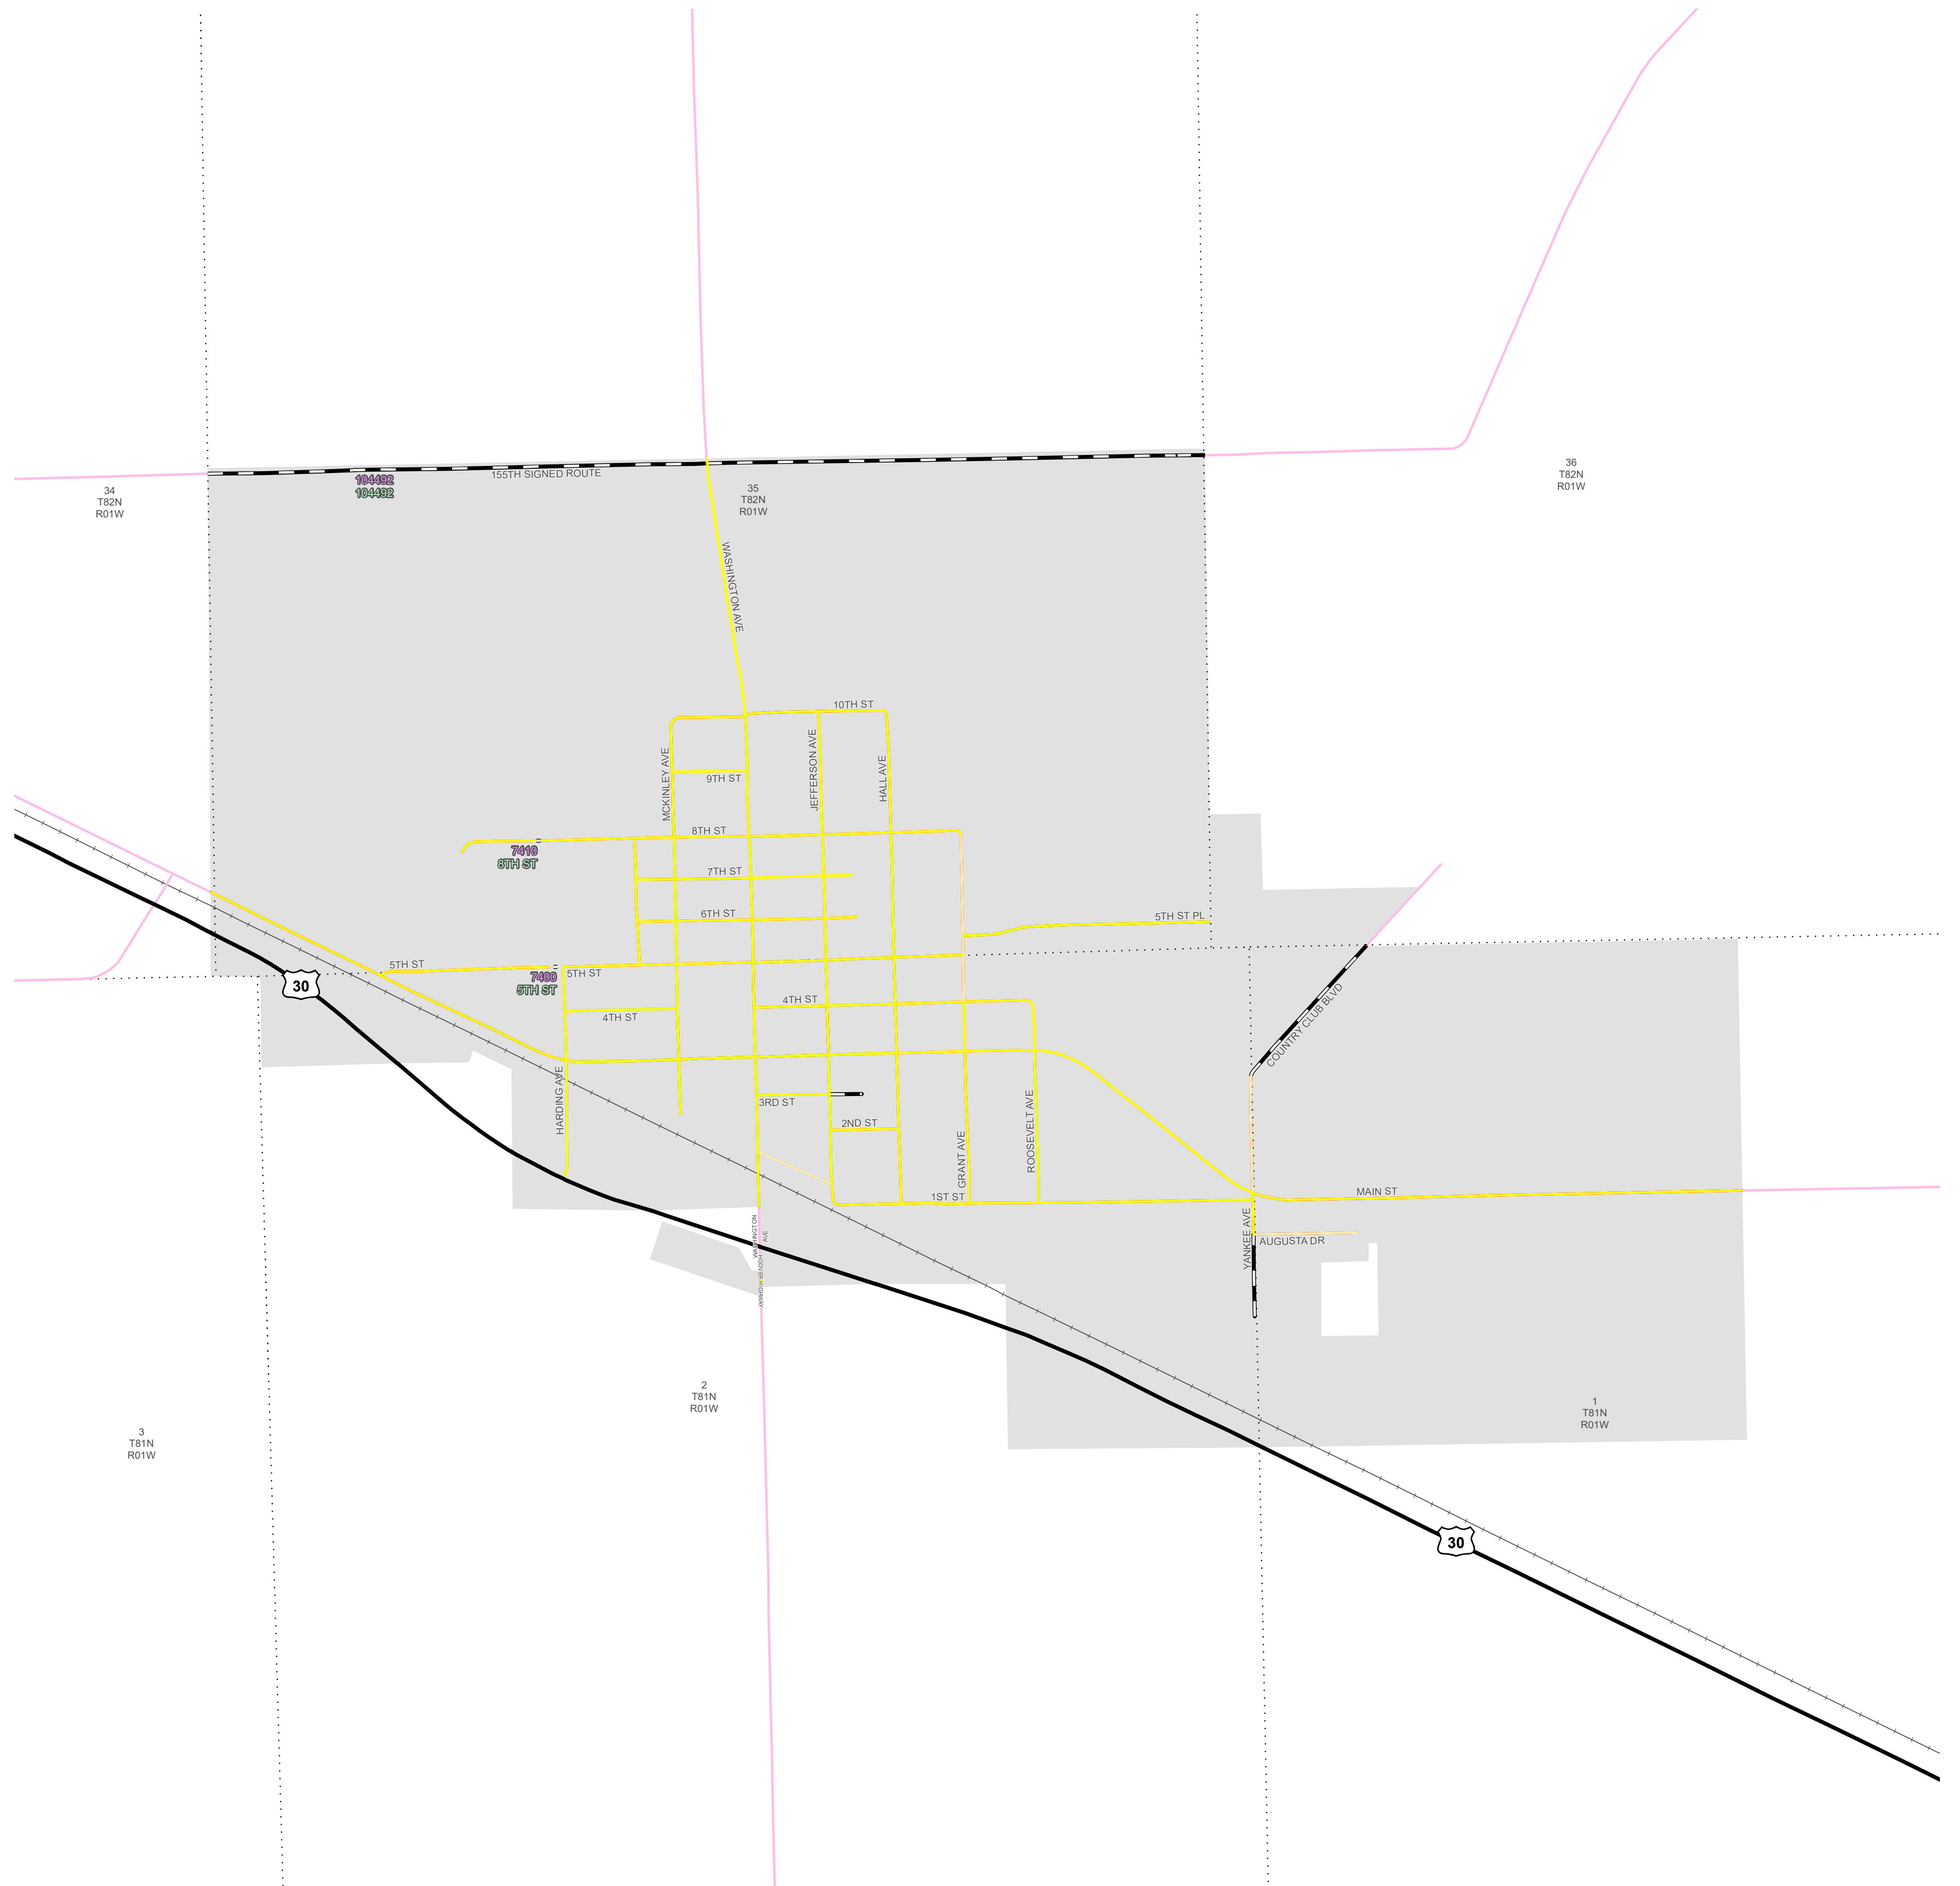 36
T82N
R01W
155TH SIGNED ROUTE
104492
104492
34
T82N
R01W
35
T82N
R01W
WASHINGTON AVE
10TH ST
MCKINLEY AVE
JEFFERSON AVE
HALL AVE
9TH ST
8TH ST
7410
8TH ST
7TH ST
6TH ST
5TH ST PL
5TH ST
5TH ST
7480
5TH ST
4TH ST
4TH ST
COUNTRY CLUB BLVD
30
HARDING AVE
3RD ST
2ND ST
GRANT AVE
ROOSEVELT AVE
1ST ST
MAIN ST
WASHINGTON
AVE
HOOVER HIGHWAY
YANKEE AVE
AUGUSTA DR
2
T81N
R01W
1
T81N
R01W
3
T81N
R01W
30